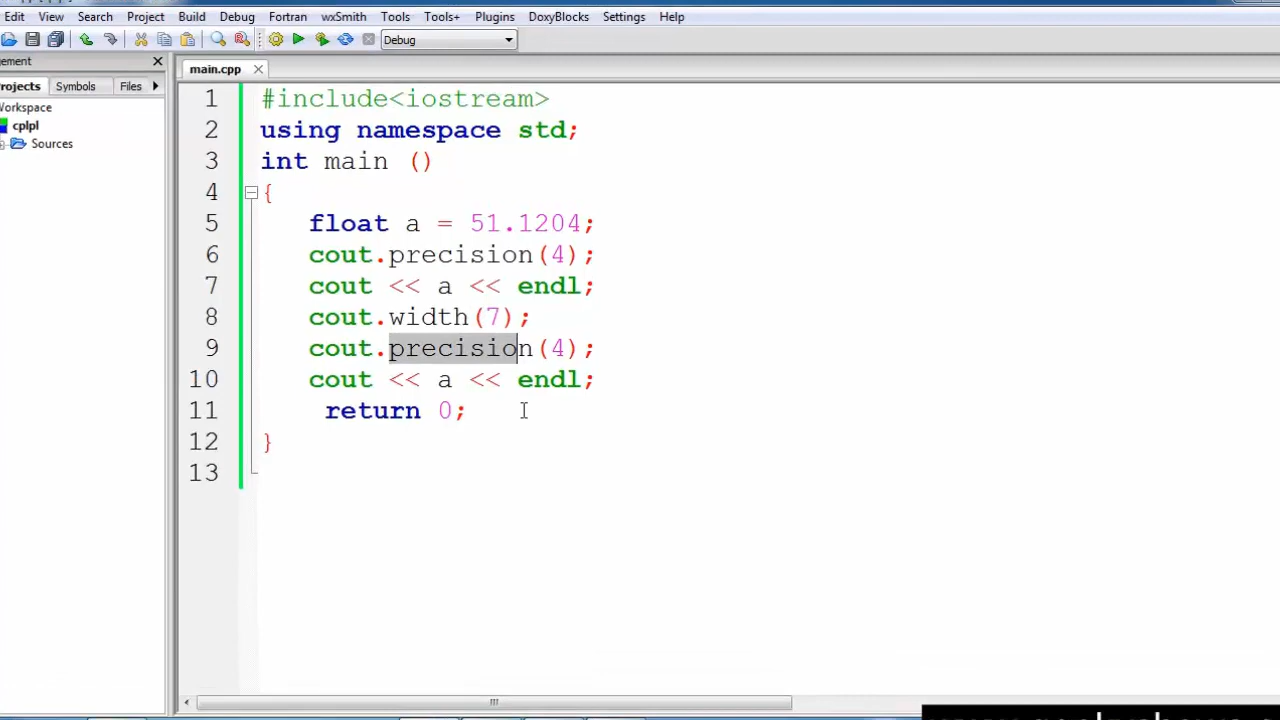 Edit View Search Project Build Debug Fortran wxSmith Tools Tools+ Plugins DoxyBlocks Settings Help
Debug
ement
rojects Symbols Files
Workspace
cplpl
Sources
main.cpp
1 #include<iostream>
2 using namespace std;
3 int main ()
4 {
5 float a = 51.1204;
6 cout.precision(4);
7 cout << a << endl;
8 cout.width(7);
9 cout.precision(4);
10 cout << a << endl;
11 return 0;
12 }
13